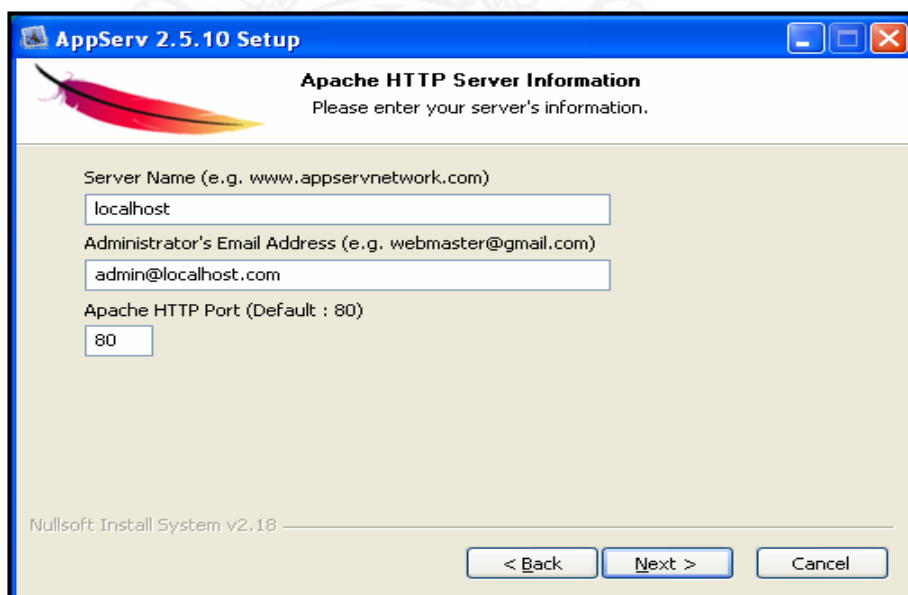 AppServ 2.5.10 Setup
Apache HTTP Server Information
Please enter your server's information.
Server Name (e.g. www.appservnetwork.com)
localhost
Administrator's Email Address (e.g. webmaster@gmail.com)
admin@localhost.com
Apache HTTP Port (Default : 80)
80
Nullsoft Install System v2.18
< Back Next > Cancel